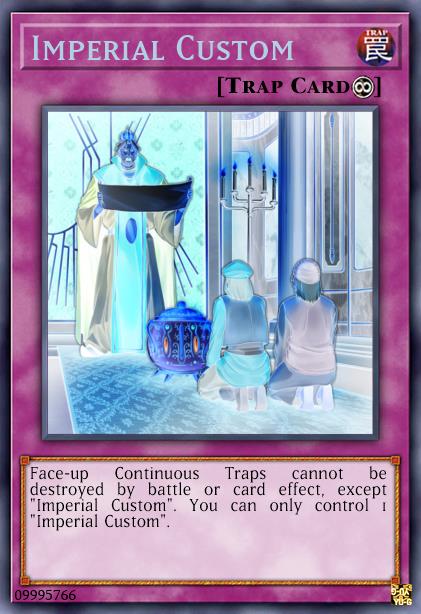 Imperial Custom
TRAP
罠
[Trap Card]
Face-up Continuous Traps cannot be
destroyed by battle or card effect, except
"Imperial Custom". You can only control 1
"Imperial Custom".
09995766